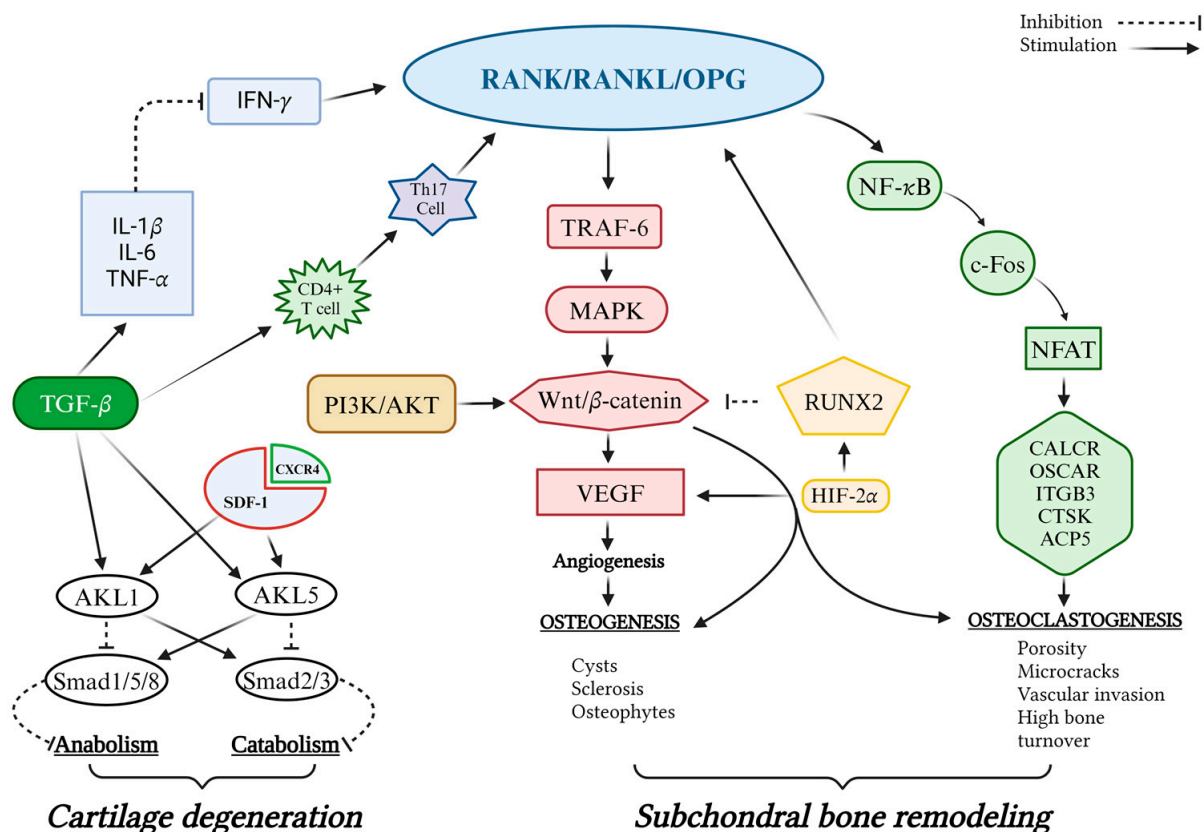 Inhibition
Stimulation
RANK/RANKL/OPG
IFN-γ
IL-1β
IL-6
TNF-α
Th17
Cell
CD4+
T cell
TGF-β
TRAF-6
MAPK
PI3K/AKT
Wnt/β-catenin
RUNX2
HIF-2α
VEGF
Angiogenesis
OSTEOGENESIS
Cysts
Sclerosis
Osteophytes
NF-κB
c-Fos
NFAT
CALCR
OSCAR
ITGB3
CTSK
ACP5
OSTEOCLASTOGENESIS
Porosity
Microcracks
Vascular invasion
High bone
turnover
CXCR4
SDF-1
AKL1
AKL5
Smad1/5/8
Smad2/3
Anabolism
Catabolism
Cartilage degeneration
Subchondral bone remodeling